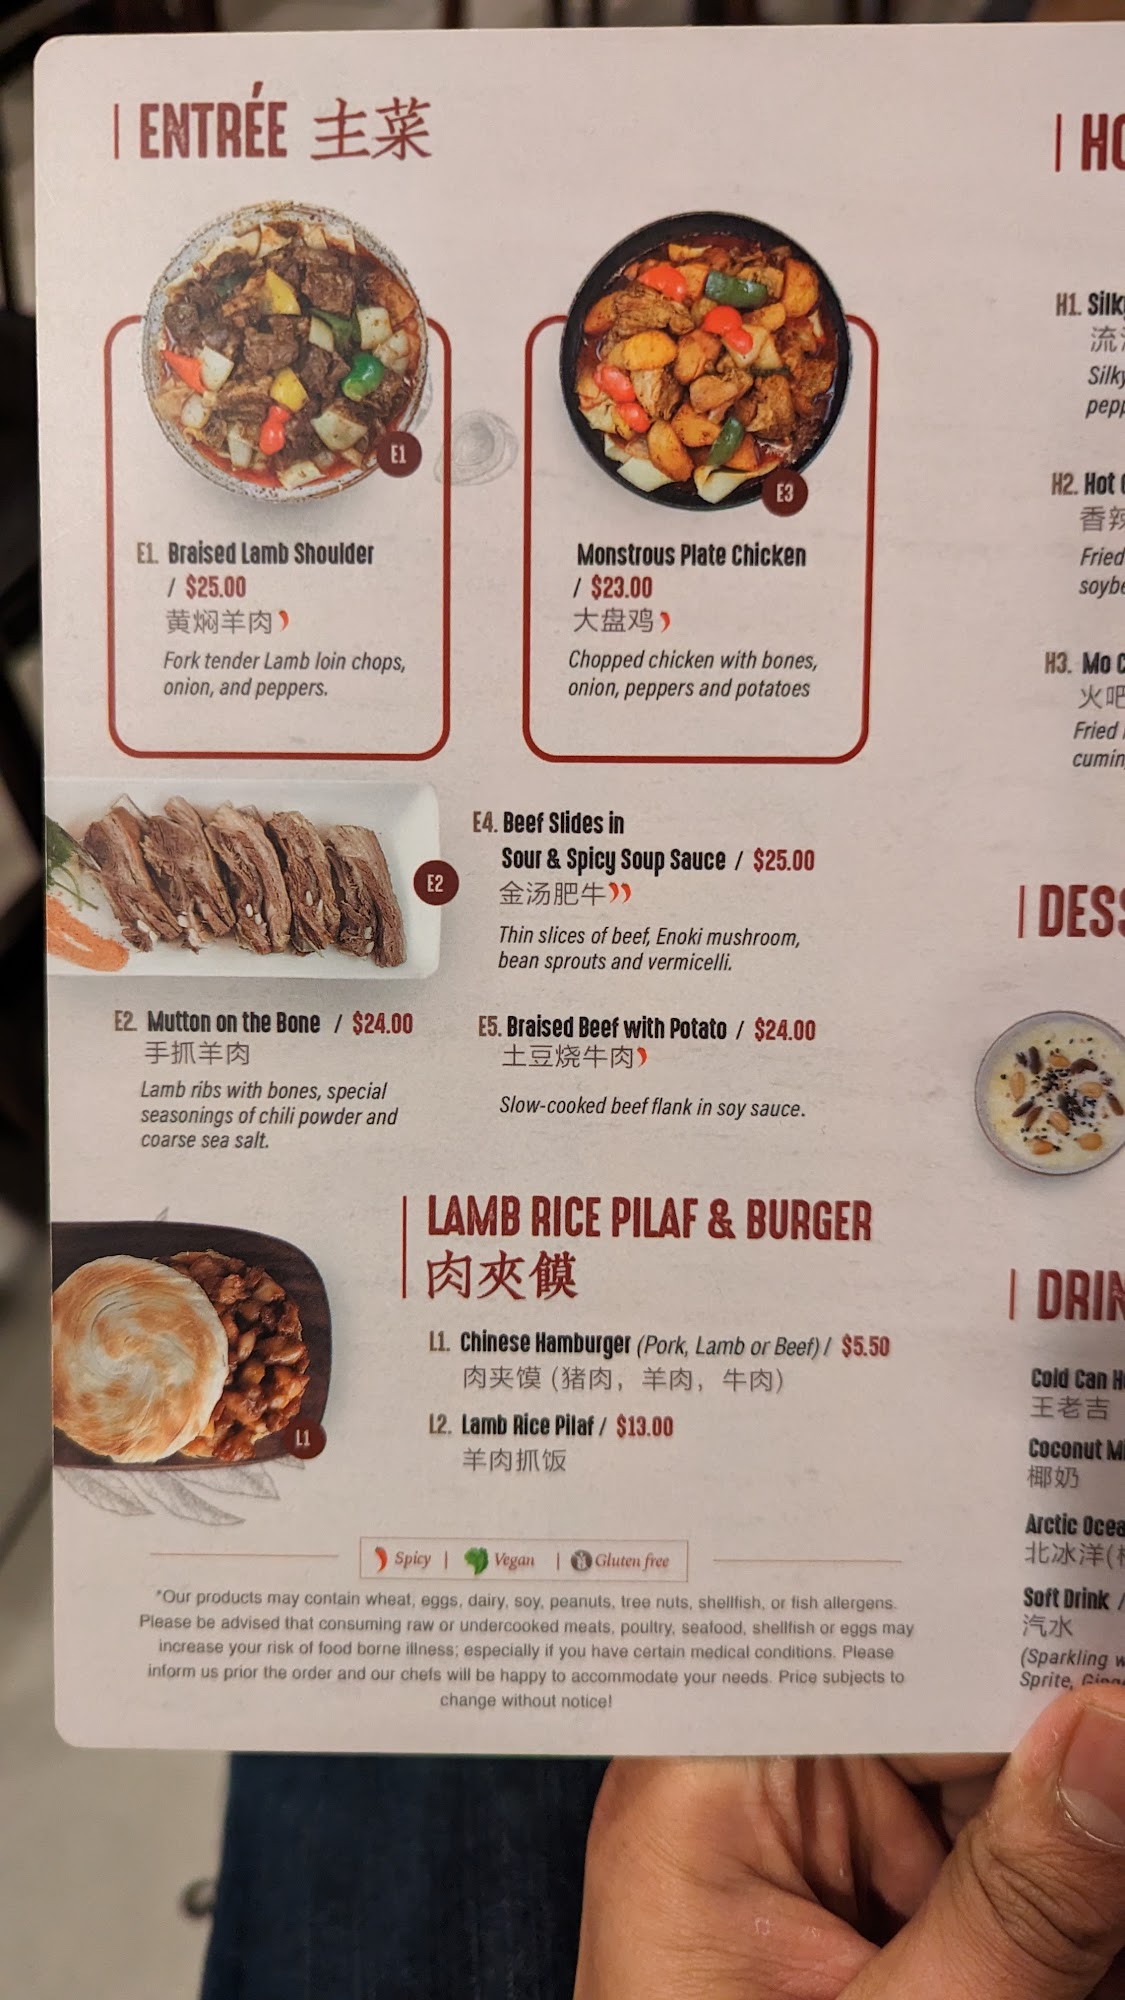 ENTRÉE 主菜
E1
E3
E1. Braised Lamb Shoulder
/ $25.00
黄焖羊肉
Fork tender Lamb loin chops,
onion, and peppers.
Monstrous Plate Chicken
/ $23.00
大盘鸡
Chopped chicken with bones,
onion, peppers and potatoes
E2
E2. Mutton on the Bone / $24.00
手抓羊肉
Lamb ribs with bones, special
seasonings of chili powder and
coarse sea salt.
E4. Beef Slides in
Sour & Spicy Soup Sauce / $25.00
金汤肥牛
Thin slices of beef, Enoki mushroom,
bean sprouts and vermicelli.
E5. Braised Beef with Potato / $24.00
土豆烧牛肉
Slow-cooked beef flank in soy sauce.
LAMB RICE PILAF & BURGER
肉夾饃
L1
L1. Chinese Hamburger (Pork, Lamb or Beef) / $5.50
肉夹馍 (猪肉，羊肉，牛肉)
L2. Lamb Rice Pilaf / $13.00
羊肉抓饭
Spicy | Vegan | Gluten free
*Our products may contain wheat, eggs, dairy, soy, peanuts, tree nuts, shellfish, or fish allergens.
Please be advised that consuming raw or undercooked meats, poultry, seafood, shellfish or eggs may
increase your risk of food borne illness; especially if you have certain medical conditions. Please
inform us prior the order and our chefs will be happy to accommodate your needs. Price subjects to
change without notice!
HO
H1. Silky
流
Silky
pepp
H2. Hot
香辣
Fried
soybe
H3. Mo
火吧
Fried
cumin,
DESS
DRIN
Cold Can H
王老吉
Coconut Mi
椰奶
Arctic Ocea
北冰洋(
Soft Drink /
汽水
(Sparkling w
Sprite,